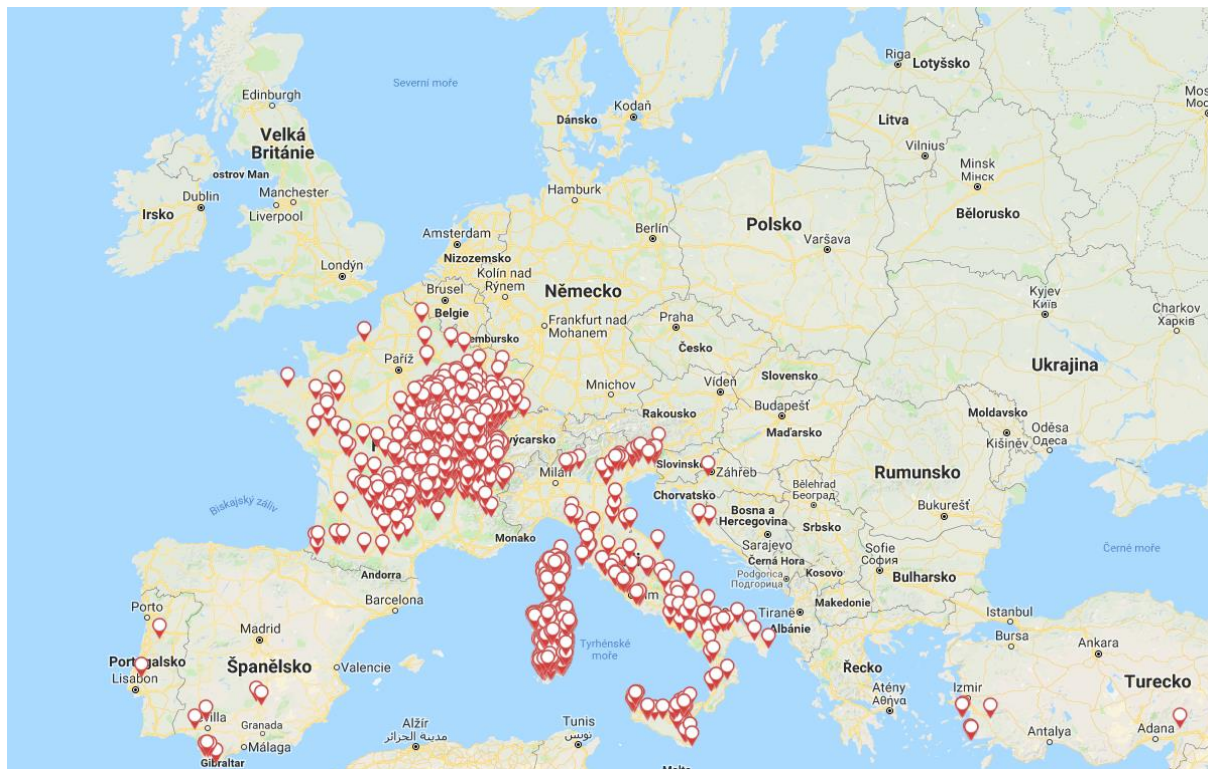 Riga
Lotyšsko
Severní moře
Edinburgh
Kodaň
Dánsko
Litva
Velká
Británie
Vilnius
Minsk
Мінск
ostrov Man
Dublin
Manchester
Liverpool
Irsko
Hamburk
Bělorusko
Polsko
Varšava
Berlín
Amsterdam
Nizozemsko
Londýn
Kolín nad
Rýnem
Brusel
Belgie
Německo
Kyjev
Київ
Charkov
Харків
Frankfurt nad
Mohanem
Praha
Česko
Paříž
Ukrajina
Mnichov
Vídeň
Slovensko
Rakousko
Budapešť
Maďarsko
Moldavsko
Kišiněv
Oděsa
Одеса
Milán
Slovinsko
Záhřeb
Rumunsko
Chorvatsko
Bělehrad
Београд
Biskajský záliv
Bosna a
Hercegovina
Srbsko
Bukurešť
Monako
Sarajevo
Sofie
София
Černé moře
Černá Hora
Kosovo
Andorra
Podgorica
Подгорица
Bulharsko
Barcelona
Porto
Makedonie
Istanbul
Tirana
Albánie
Bursa
Ankara
Madrid
Tyrhénské
moře
Portugalsko
Španělsko
Valencie
Lisabon
Řecko
Turecko
Atény
Αθήνα
Izmir
Granada
Málaga
Alžír
مدينة الجزائر
Tunis
تونس
Antalya
Adana
Gibraltar